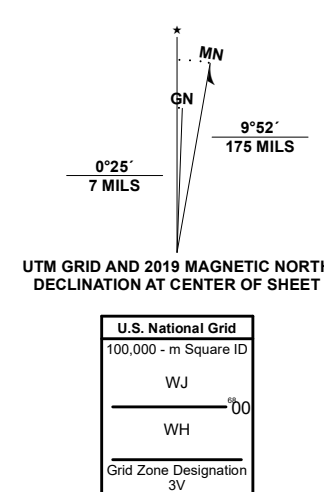 ★
MN
GN
9°52´
175 MILS
0°25´
7 MILS
UTM GRID AND 2019 MAGNETIC NORTH
DECLINATION AT CENTER OF SHEET
U.S. National Grid
100,000 - m Square ID
WJ
6800
WH
Grid Zone Designation
3V